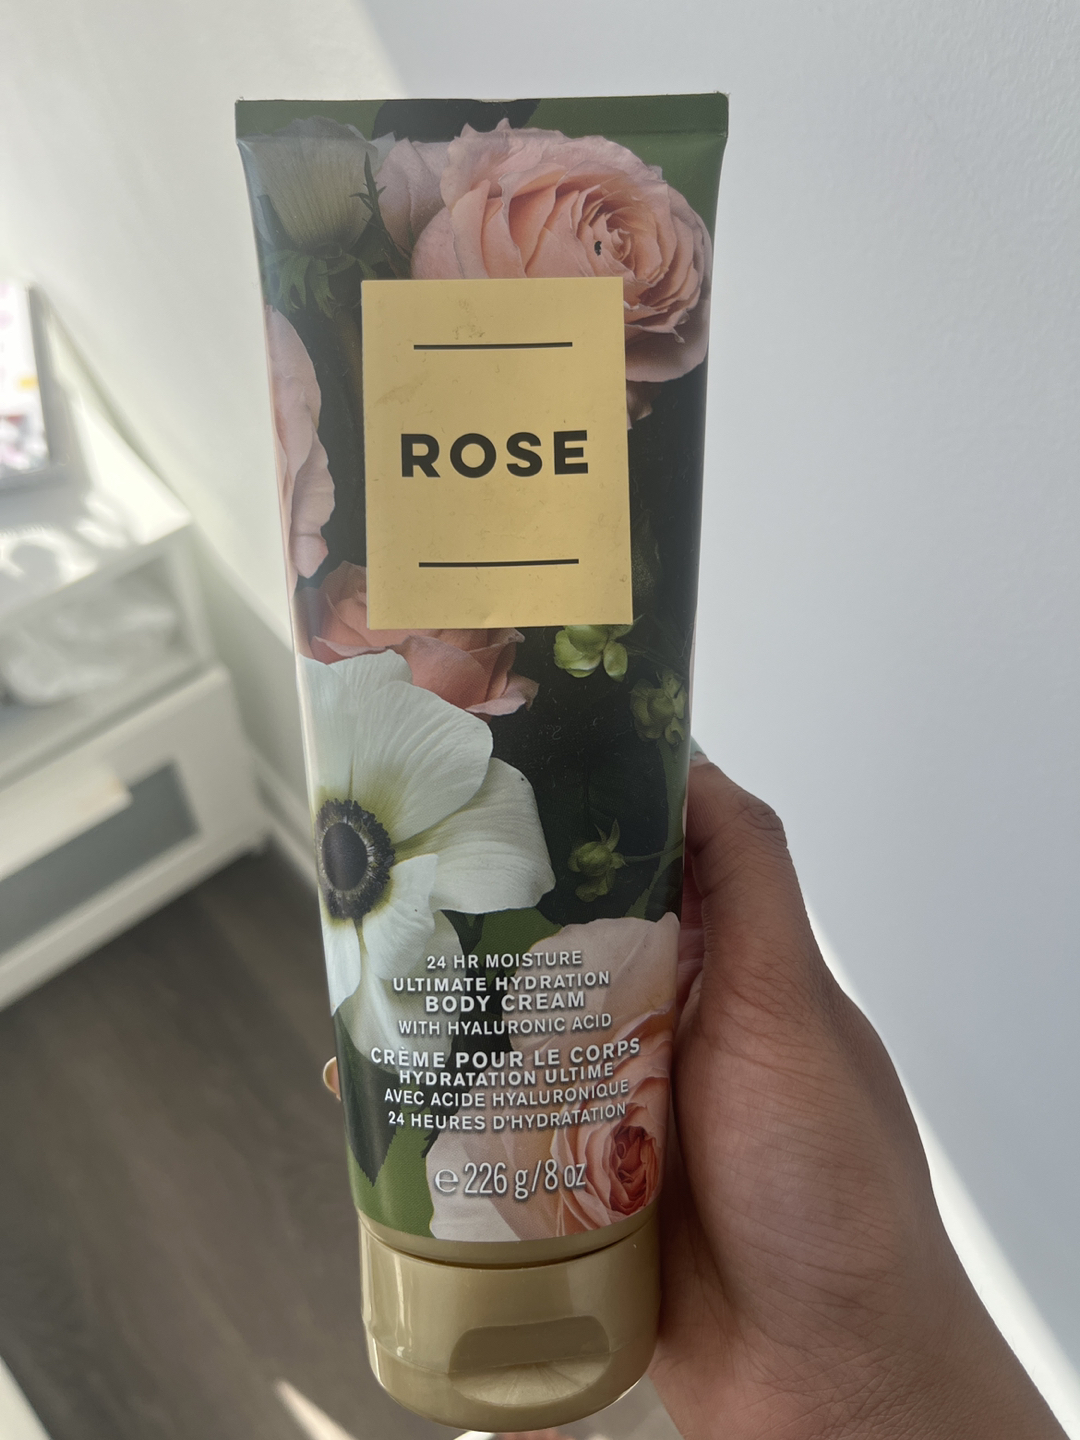 ROSE
24 HR MOISTURE
ULTIMATE HYDRATION
BODY CREAM
WITH HYALURONIC ACID
CRÈME POUR LE CORPS
HYDRATATION ULTIME
AVEC ACIDE HYALURONIQUE
24 HEURES D'HYDRATATION
℮ 226 g/8 oz